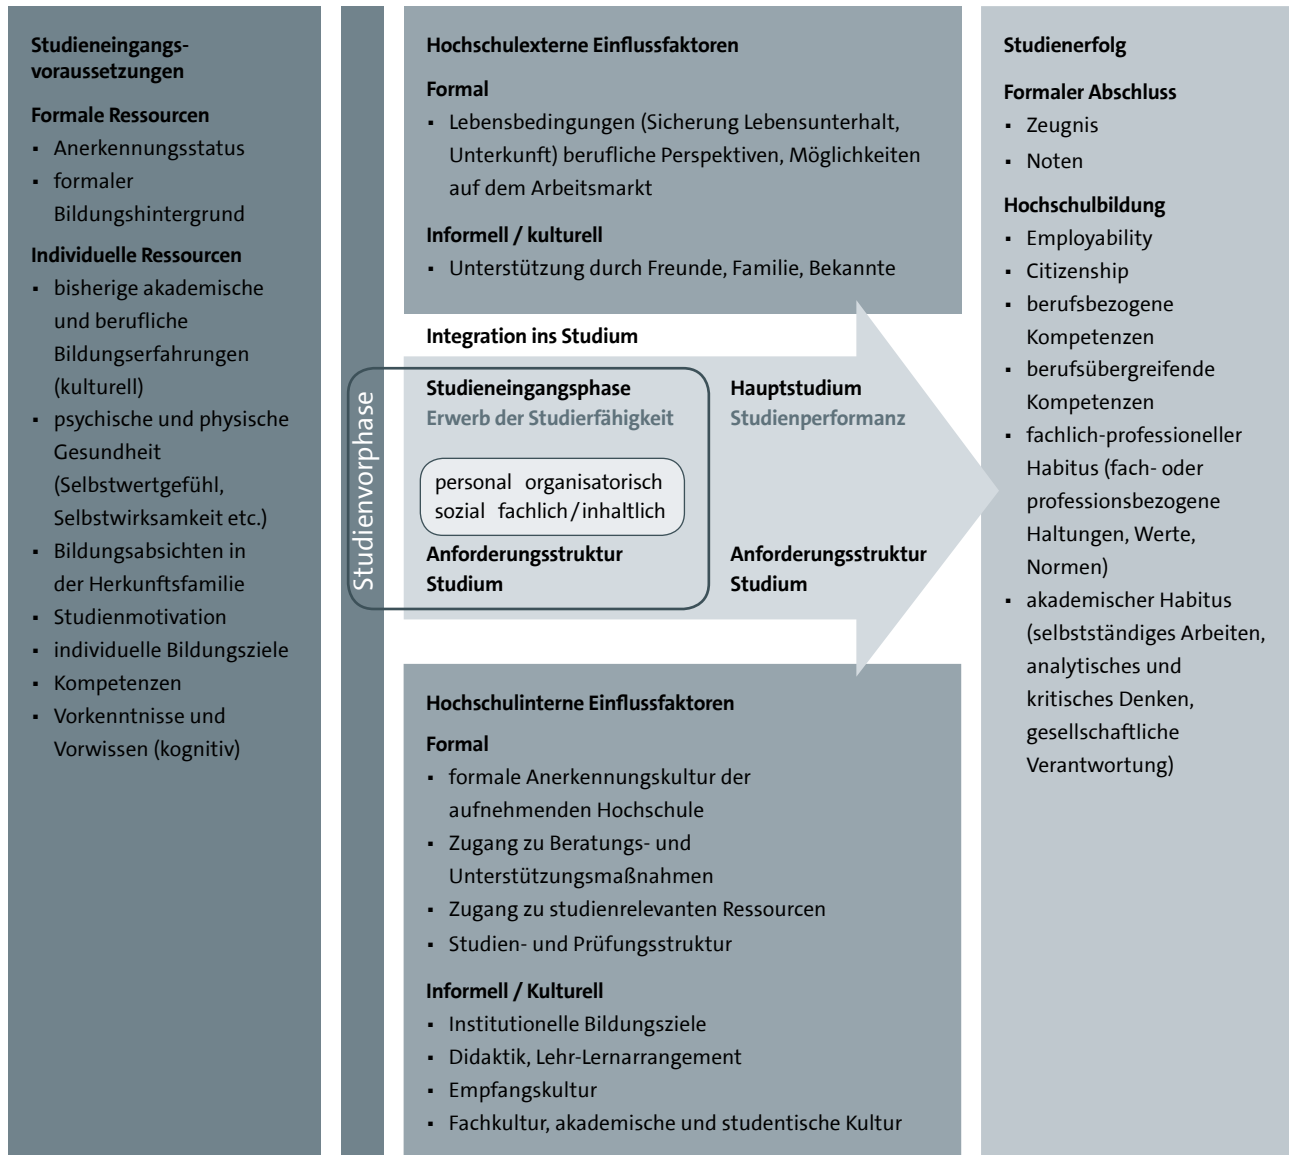 Studieneingangs-
voraussetzungen
Formale Ressourcen
▪ Anerkennungsstatus
▪ formaler
Bildungshintergrund
Individuelle Ressourcen
▪ bisherige akademische
und berufliche
Bildungserfahrungen
(kulturell)
▪ psychische und physische
Gesundheit
(Selbstwertgefühl,
Selbstwirksamkeit etc.)
▪ Bildungsabsichten in
der Herkunftsfamilie
▪ Studienmotivation
▪ individuelle Bildungsziele
▪ Kompetenzen
▪ Vorkenntnisse und
Vorwissen (kognitiv)
Studienvorphase
Hochschulexterne Einflussfaktoren
Formal
▪ Lebensbedingungen (Sicherung Lebensunterhalt,
Unterkunft) berufliche Perspektiven, Möglichkeiten
auf dem Arbeitsmarkt
Informell / kulturell
▪ Unterstützung durch Freunde, Familie, Bekannte
Integration ins Studium
Studieneingangsphase
Erwerb der Studierfähigkeit
personal organisatorisch
sozial fachlich / inhaltlich
Anforderungsstruktur
Studium
Hauptstudium
Studienperformanz
Anforderungsstruktur
Studium
Hochschulinterne Einflussfaktoren
Formal
▪ formale Anerkennungskultur der
aufnehmenden Hochschule
▪ Zugang zu Beratungs- und
Unterstützungsmaßnahmen
▪ Zugang zu studienrelevanten Ressourcen
▪ Studien- und Prüfungsstruktur
Informell / Kulturell
▪ Institutionelle Bildungsziele
▪ Didaktik, Lehr-Lernarrangement
▪ Empfangskultur
▪ Fachkultur, akademische und studentische Kultur
Studienerfolg
Formaler Abschluss
▪ Zeugnis
▪ Noten
Hochschulbildung
▪ Employability
▪ Citizenship
▪ berufsbezogene
Kompetenzen
▪ berufsübergreifende
Kompetenzen
▪ fachlich-professioneller
Habitus (fach- oder
professionsbezogene
Haltungen, Werte,
Normen)
▪ akademischer Habitus
(selbstständiges Arbeiten,
analytisches und
kritisches Denken,
gesellschaftliche
Verantwortung)